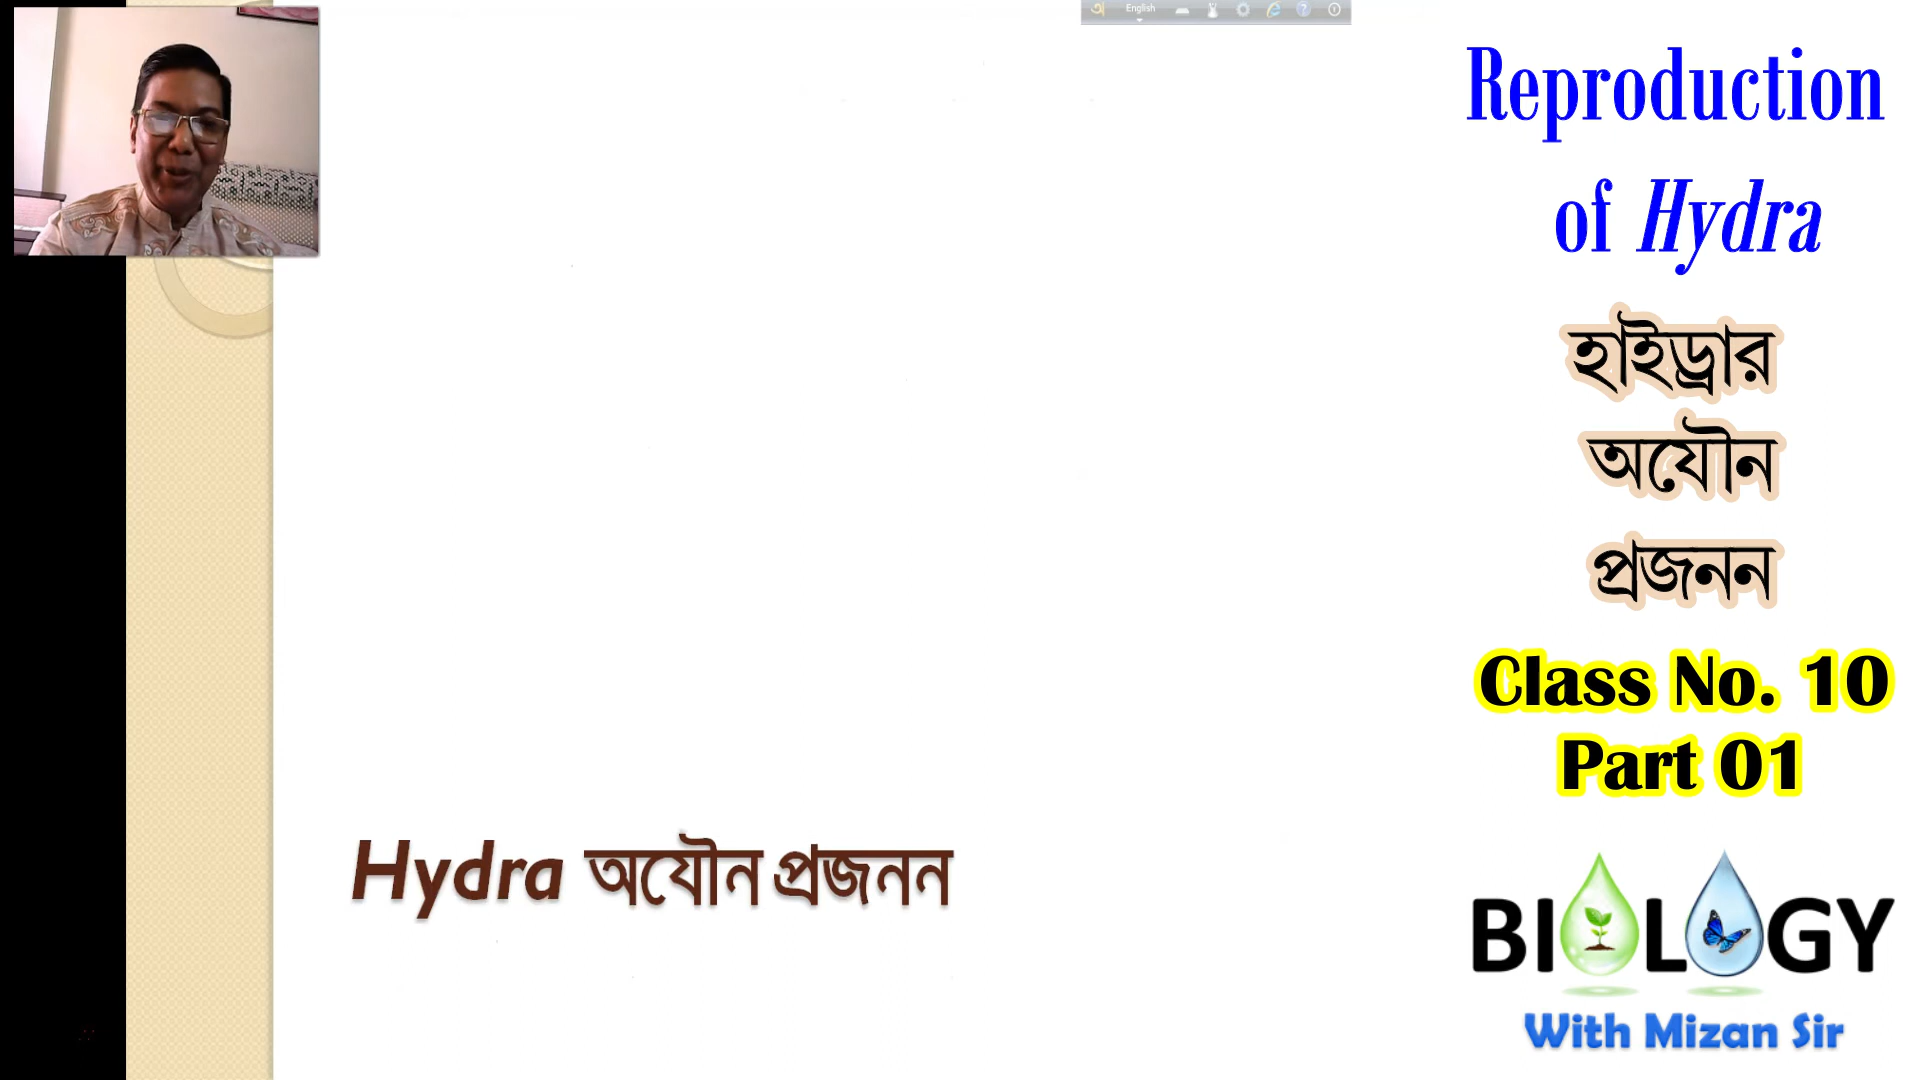 English
Reproduction
of Hydra
হাইড্রার
অযৌন
প্রজনন
Class No. 10
Part 01
Hydra অযৌন প্রজনন
BIOLOGY
With Mizan Sir